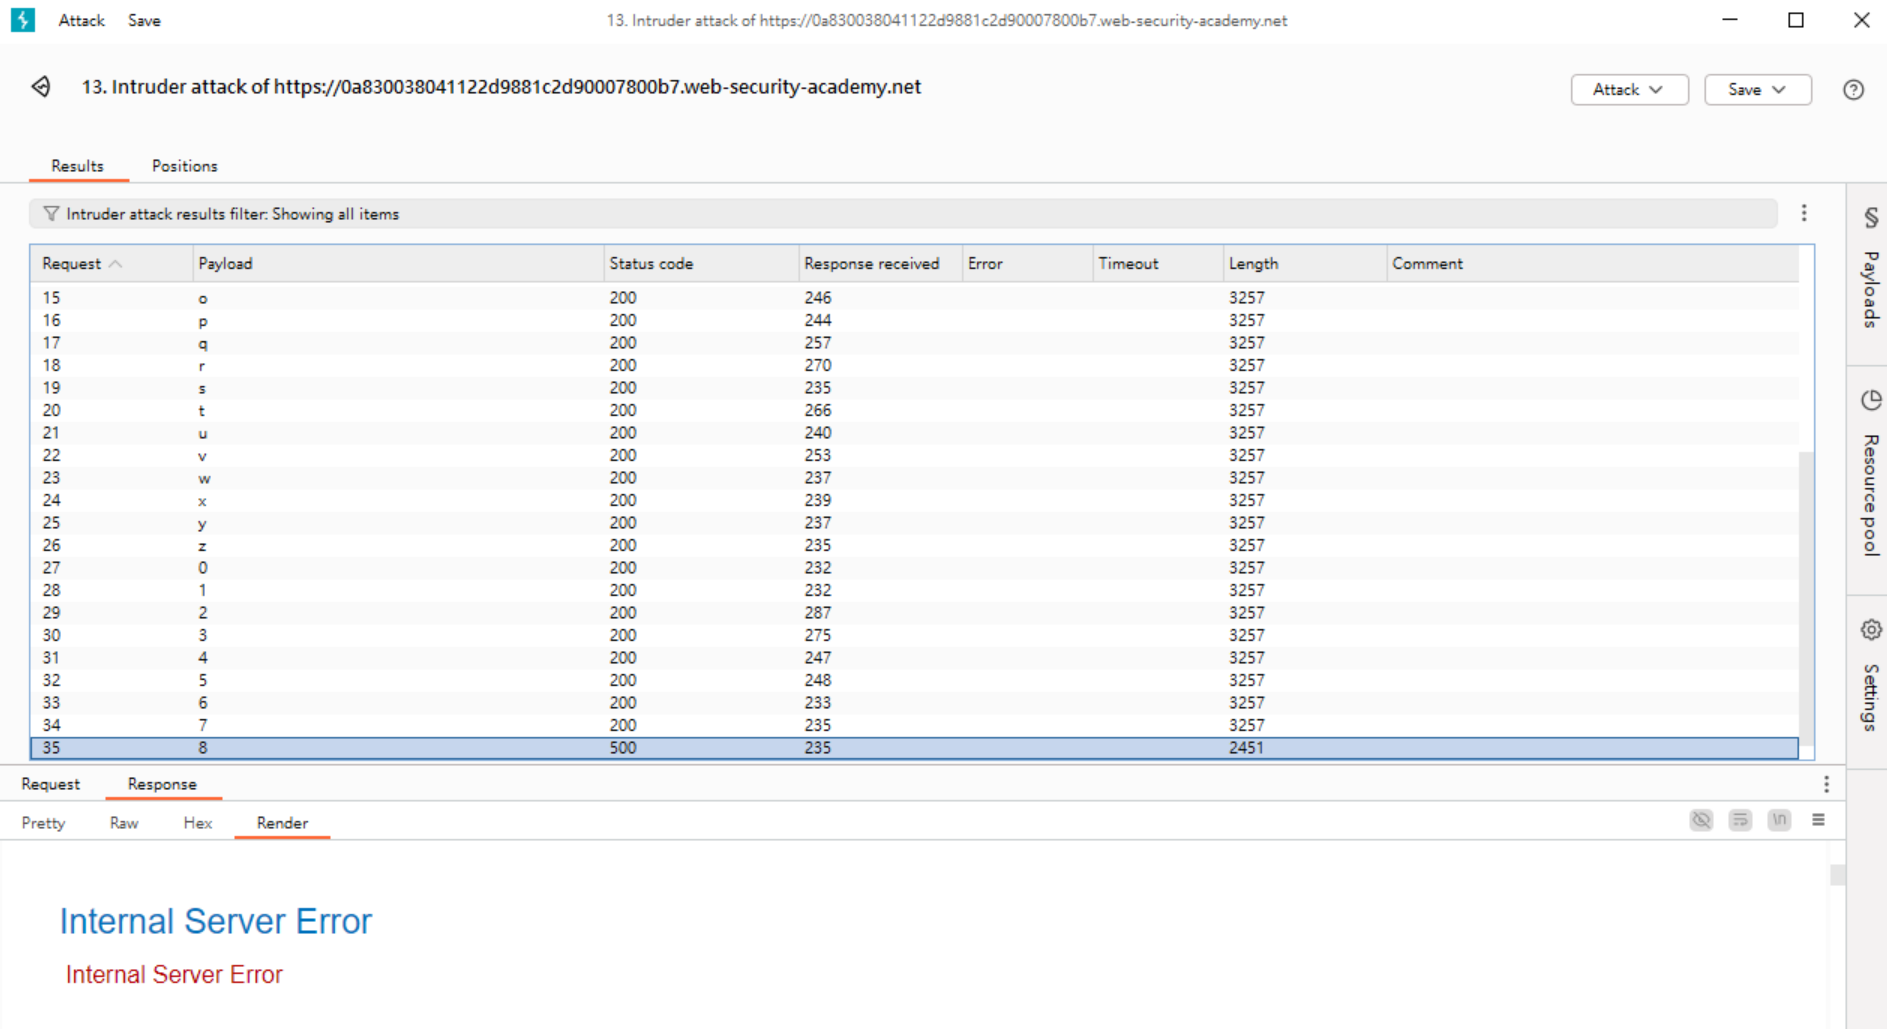 Attack Save 13. Intruder attack of https://0a830038041122d9881c2d90007800b7.web-security-academy.net
13. Intruder attack of https://0a830038041122d9881c2d90007800b7.web-security-academy.net Attack Save
Results Positions
Intruder attack results filter: Showing all items
Request Payload Status code Response received Error Timeout Length Comment
15 o 200 246 3257
16 p 200 244 3257
17 q 200 257 3257
18 r 200 270 3257
19 s 200 235 3257
20 t 200 266 3257
21 u 200 240 3257
22 v 200 253 3257
23 w 200 237 3257
24 x 200 239 3257
25 y 200 237 3257
26 z 200 235 3257
27 0 200 232 3257
28 1 200 232 3257
29 2 200 287 3257
30 3 200 275 3257
31 4 200 247 3257
32 5 200 248 3257
33 6 200 233 3257
34 7 200 235 3257
35 8 500 235 2451
Request Response
Pretty Raw Hex Render \n
Internal Server Error
Internal Server Error
Payloads
Resource pool
Settings